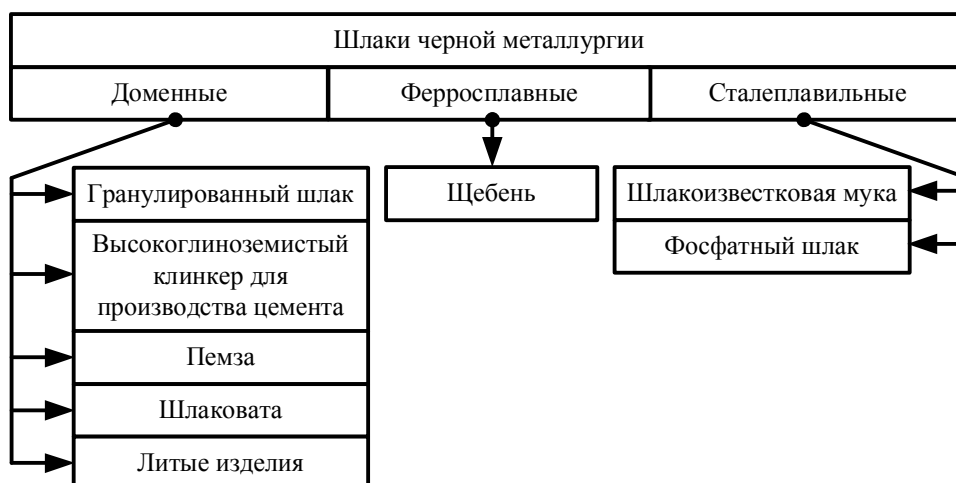 Шлаки черной металлургии
Доменные
Ферросплавные
Сталеплавильные
Гранулированный шлак
Высокоглиноземистый
клинкер для
производства цемента
Пемза
Шлаковата
Литые изделия
Щебень
Шлакоизвестковая мука
Фосфатный шлак